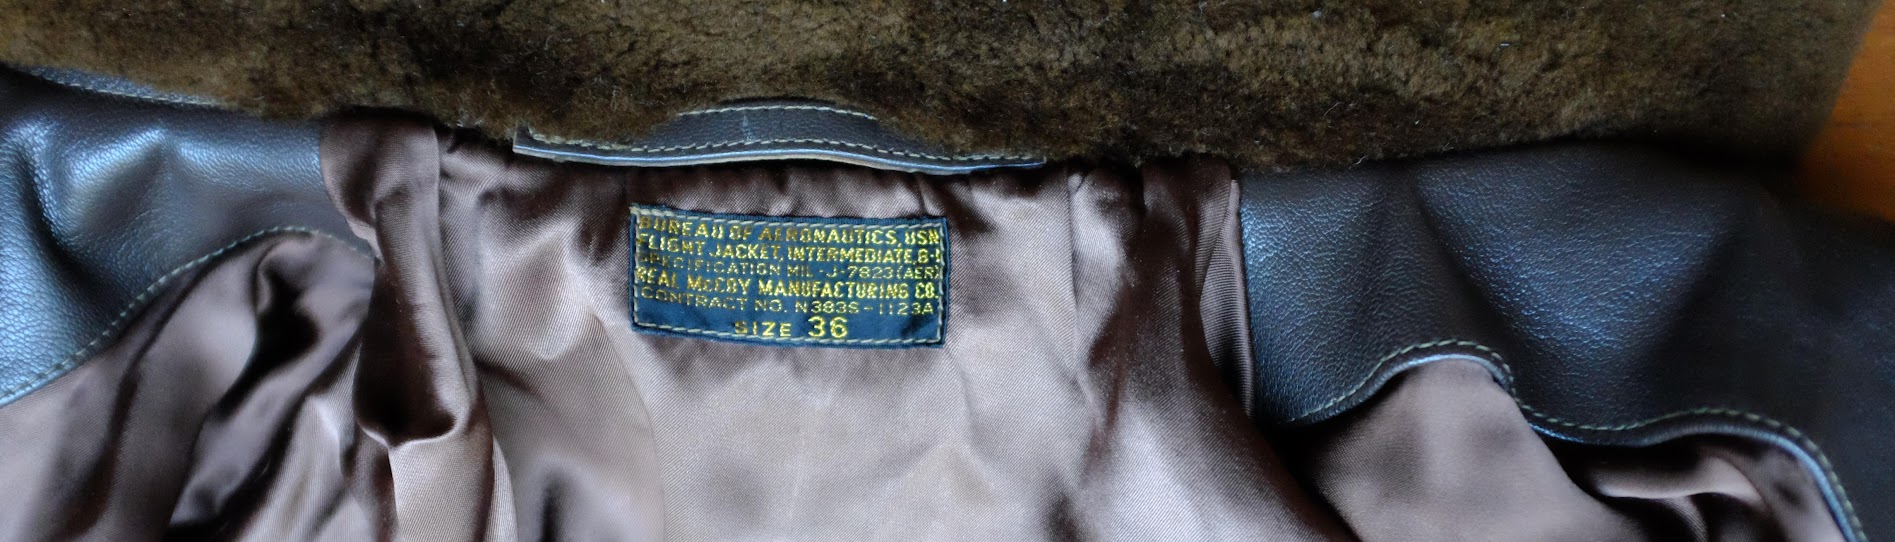 BUREAU OF AERONAUTICS, USN
FLIGHT JACKET, INTERMEDIATE, G-1
SPECIFICATION MIL-J-7823(AER)
REAL McCOY MANUFACTURING CO.
CONTRACT NO. N383S-1123A
SIZE 36